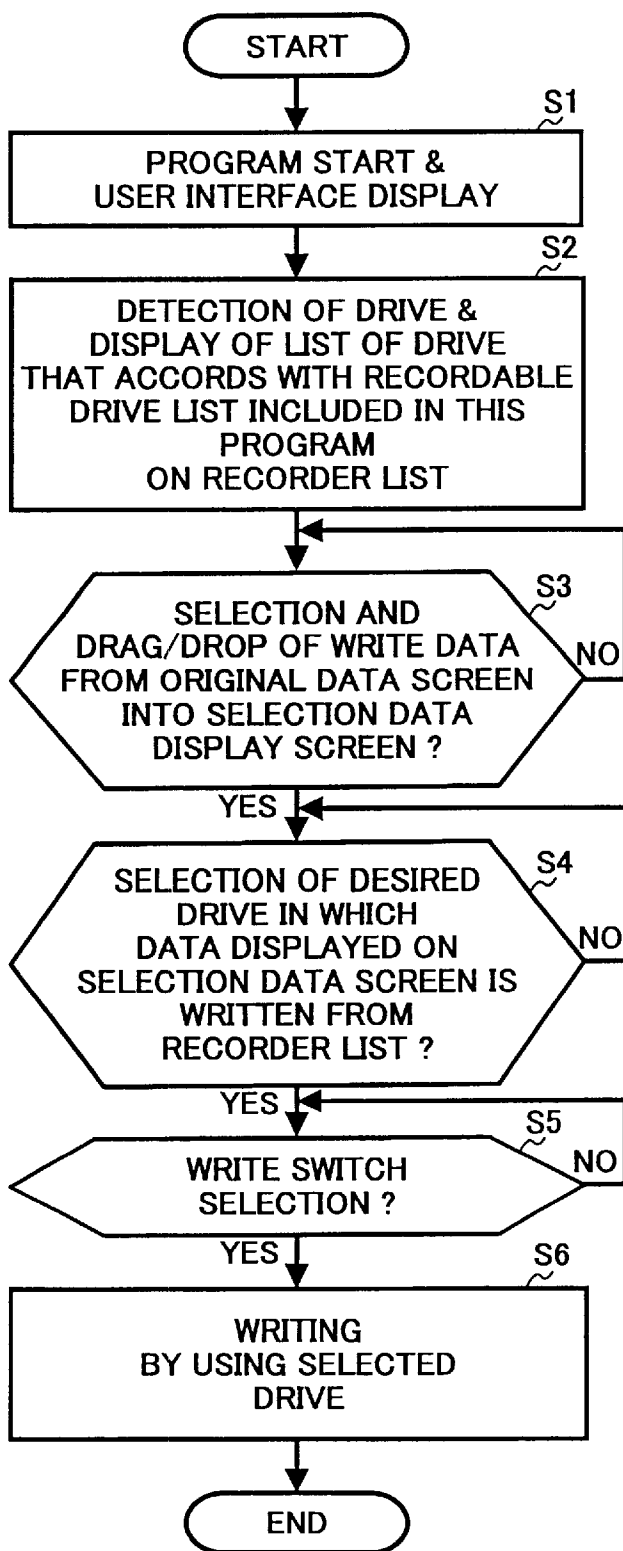 START
S1
PROGRAM START &
USER INTERFACE DISPLAY
S2
DETECTION OF DRIVE &
DISPLAY OF LIST OF DRIVE
THAT ACCORDS WITH RECORDABLE
DRIVE LIST INCLUDED IN THIS
PROGRAM
ON RECORDER LIST
S3
SELECTION AND
DRAG/DROP OF WRITE DATA
FROM ORIGINAL DATA SCREEN
INTO SELECTION DATA
DISPLAY SCREEN ?
NO
YES
S4
SELECTION OF DESIRED
DRIVE IN WHICH
DATA DISPLAYED ON
SELECTION DATA SCREEN IS
WRITTEN FROM
RECORDER LIST ?
NO
YES
S5
WRITE SWITCH
SELECTION ?
NO
YES
S6
WRITING
BY USING SELECTED
DRIVE
END